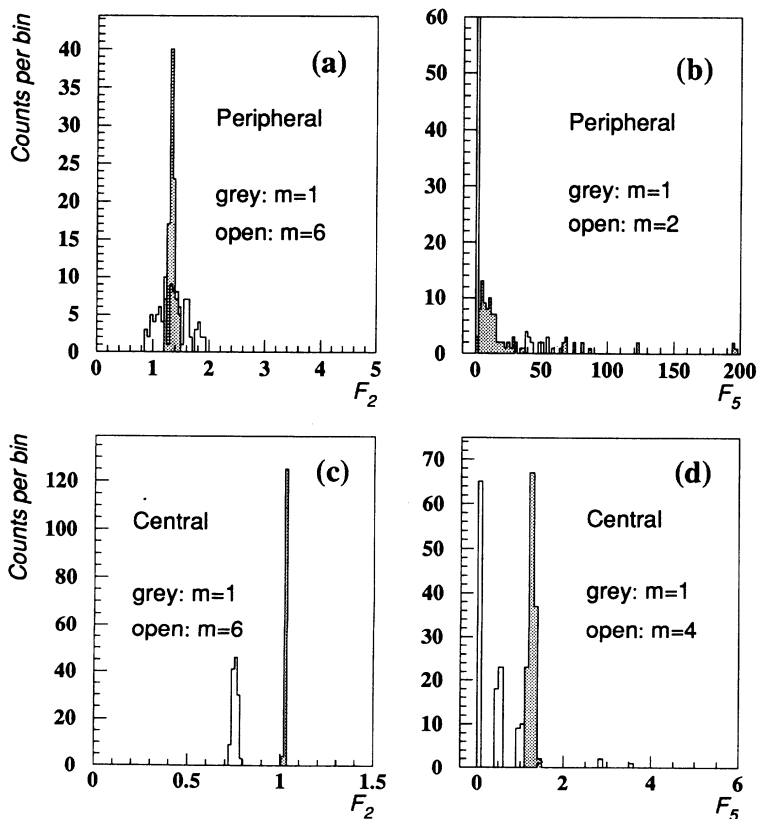 (a)
Counts per bin
40
35
30
25
20
15
10
5
0
Peripheral
grey: m=1
open: m=6
0 1 2 3 4 5
F2
(b)
60
50
40
30
20
10
0
Peripheral
grey: m=1
open: m=2
0 50 100 150 200
F5
(c)
Counts per bin
120
100
80
60
40
20
0
Central
grey: m=1
open: m=6
0 0.5 1 1.5
F2
(d)
70
60
50
40
30
20
10
0
Central
grey: m=1
open: m=4
0 2 4 6
F5